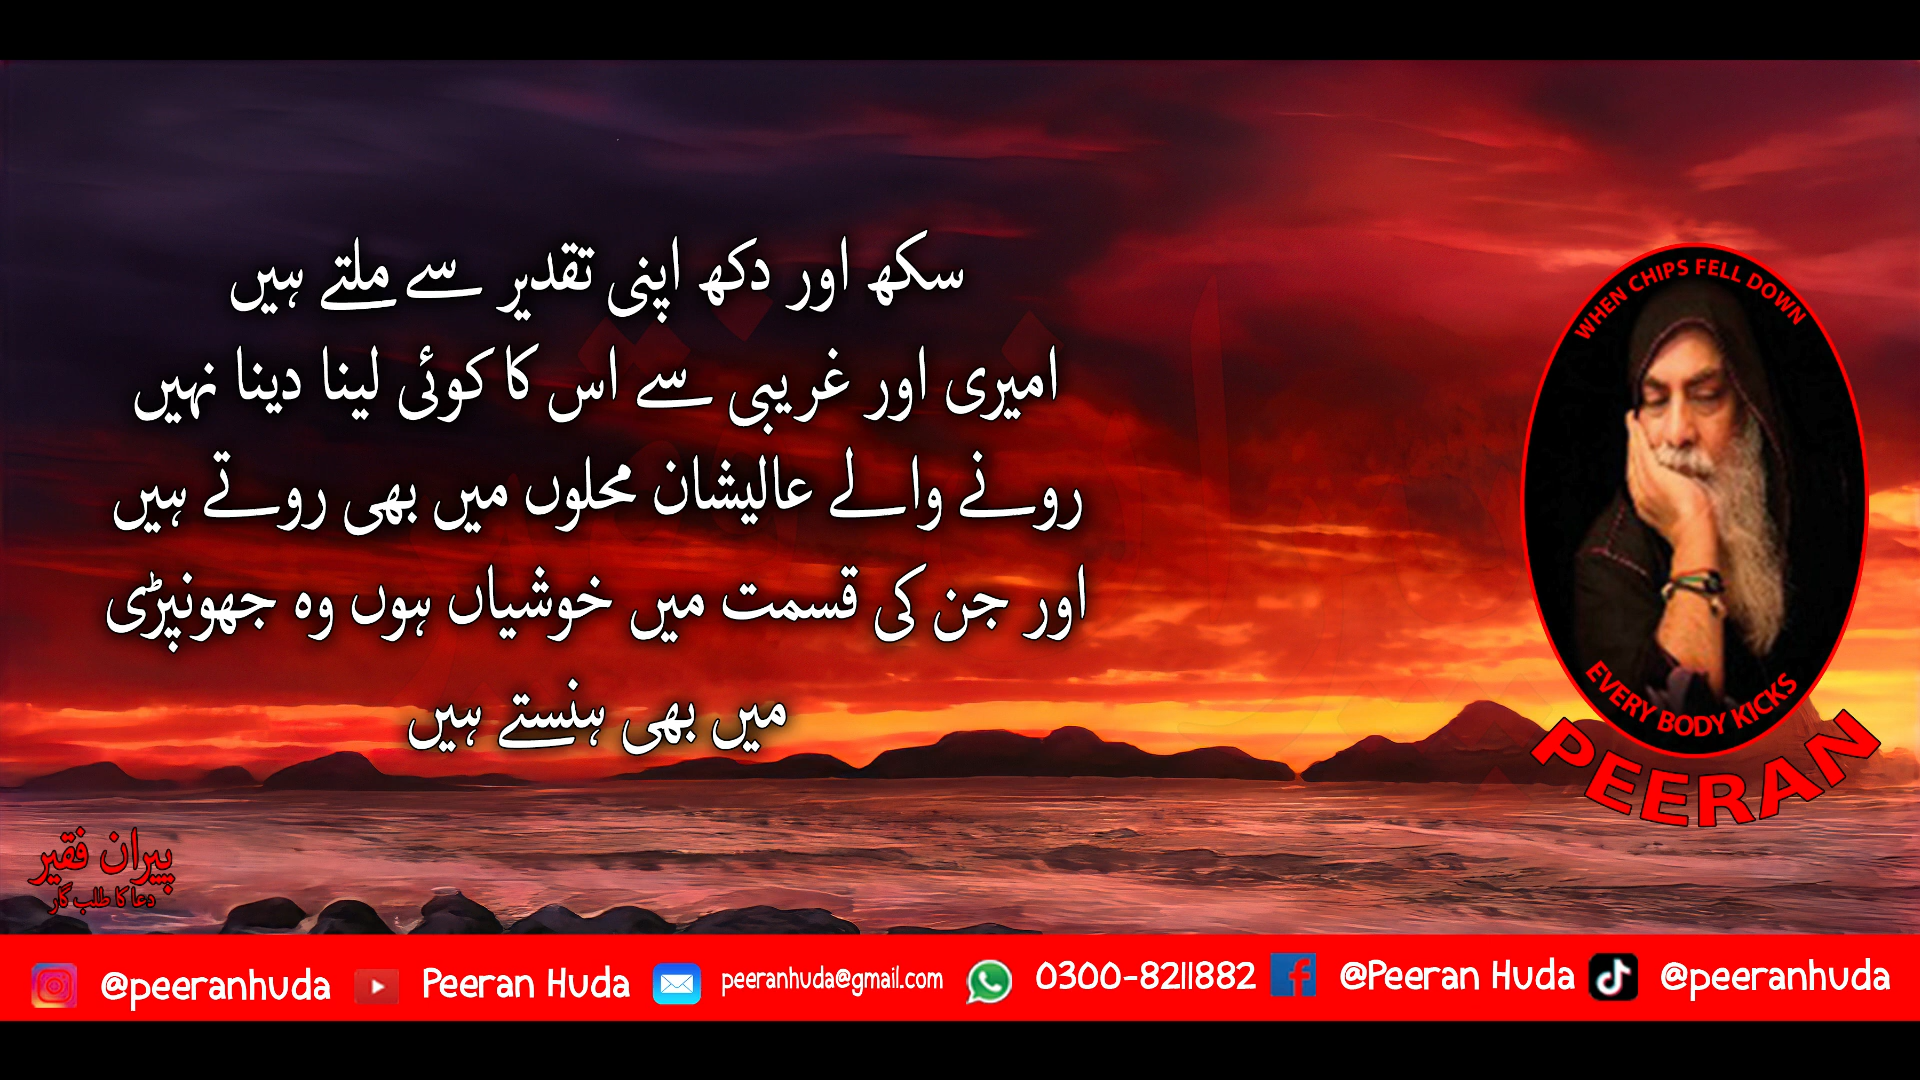 سکھ اور دکھ اپنی تقدیر سے ملتے ہیں
امیری اور غریبی سے اس کا کوئی لینا دینا نہیں
رونے والے عالیشان محلوں میں بھی روتے ہیں
اور جن کی قسمت میں خوشیاں ہوں وہ جھونپڑی
میں بھی ہنستے ہیں
WHEN CHIPS FELL DOWN
EVERY BODY KICKS
PEERAN
پیران فقیر
دعا کا طلب گار
@peeranhuda
Peeran Huda
peeranhuda@gmail.com
0300-8211882
@Peeran Huda
@peeranhuda